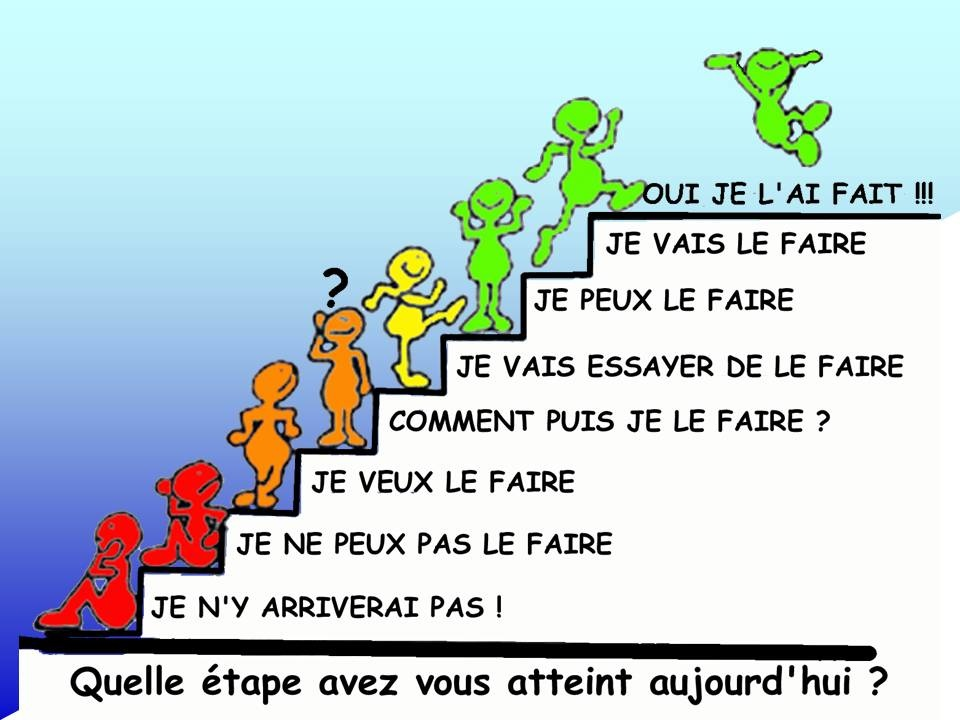 ?
OUI JE L'AI FAIT !!!
JE VAIS LE FAIRE
JE PEUX LE FAIRE
JE VAIS ESSAYER DE LE FAIRE
COMMENT PUIS JE LE FAIRE ?
JE VEUX LE FAIRE
JE NE PEUX PAS LE FAIRE
JE N'Y ARRIVERAI PAS !
Quelle étape avez vous atteint aujourd'hui ?